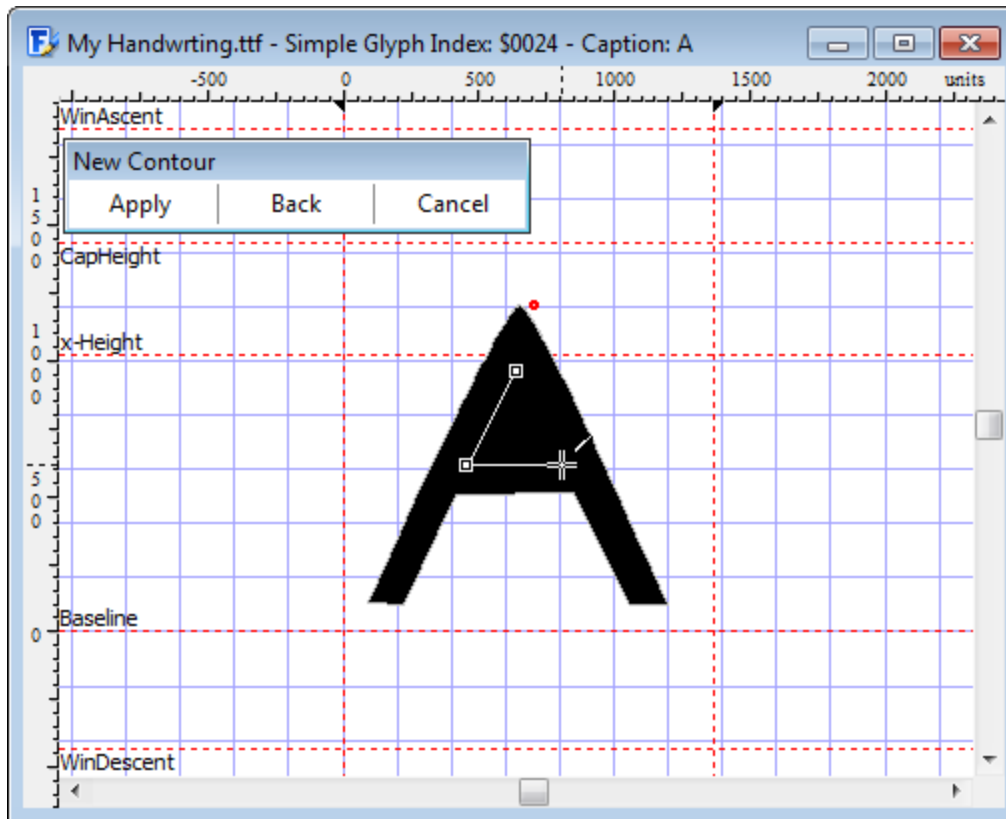 My Handwrting.ttf - Simple Glyph Index: $0024 - Caption: A
-500 0 500 1000 1500 2000 units
WinAscent
New Contour
Apply Back Cancel
1500
CapHeight
1000
x-Height
A
500
Baseline
0
WinDescent